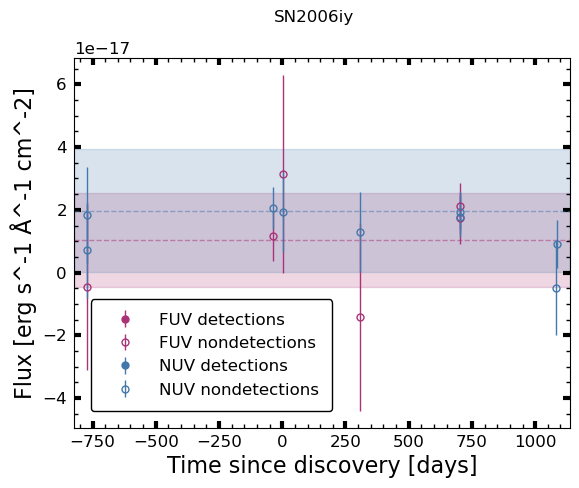 SN2006iy
1e−17
6
4
2
0
−2
−4
Flux [erg s^-1 Å^-1 cm^-2]
FUV detections
FUV nondetections
NUV detections
NUV nondetections
−750 −500 −250 0 250 500 750 1000
Time since discovery [days]